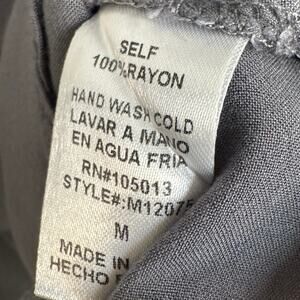 SELF
100%RAYON
HAND WASH COLD
LAVAR A MANO
EN AGUA FRIA
RN#105013
STYLE#:M12075
M
MADE IN
HECHO